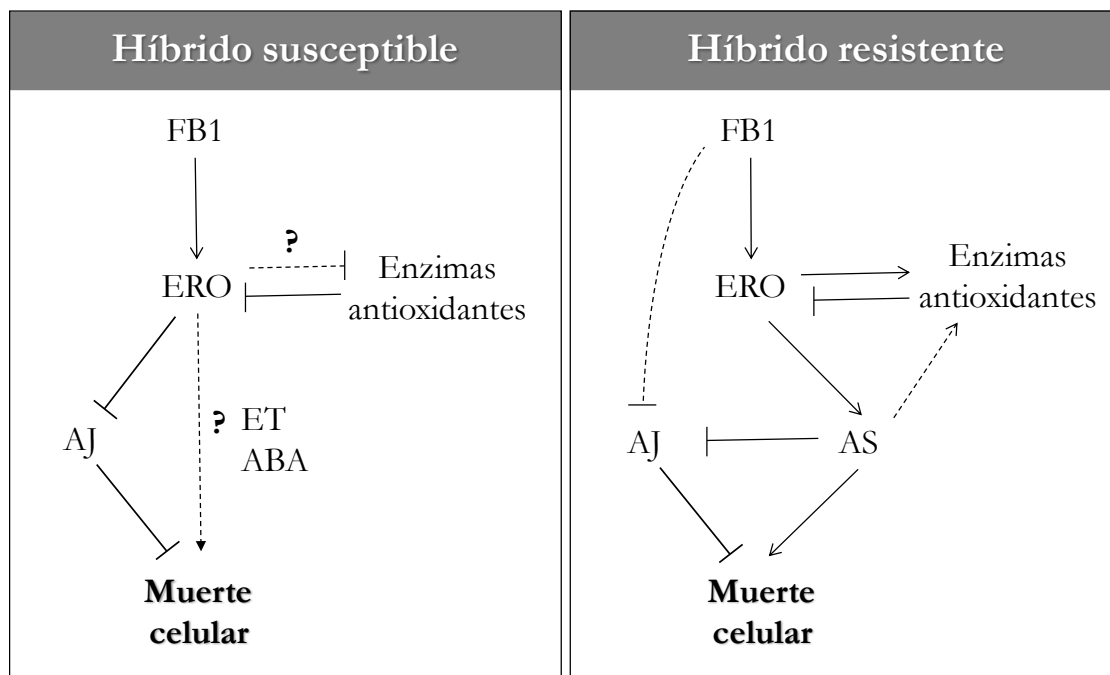 Híbrido susceptible
FB1
?
ERO
Enzimas
antioxidantes
AJ
? ET
ABA
Muerte
celular
Híbrido resistente
FB1
ERO
Enzimas
antioxidantes
AJ
AS
Muerte
celular